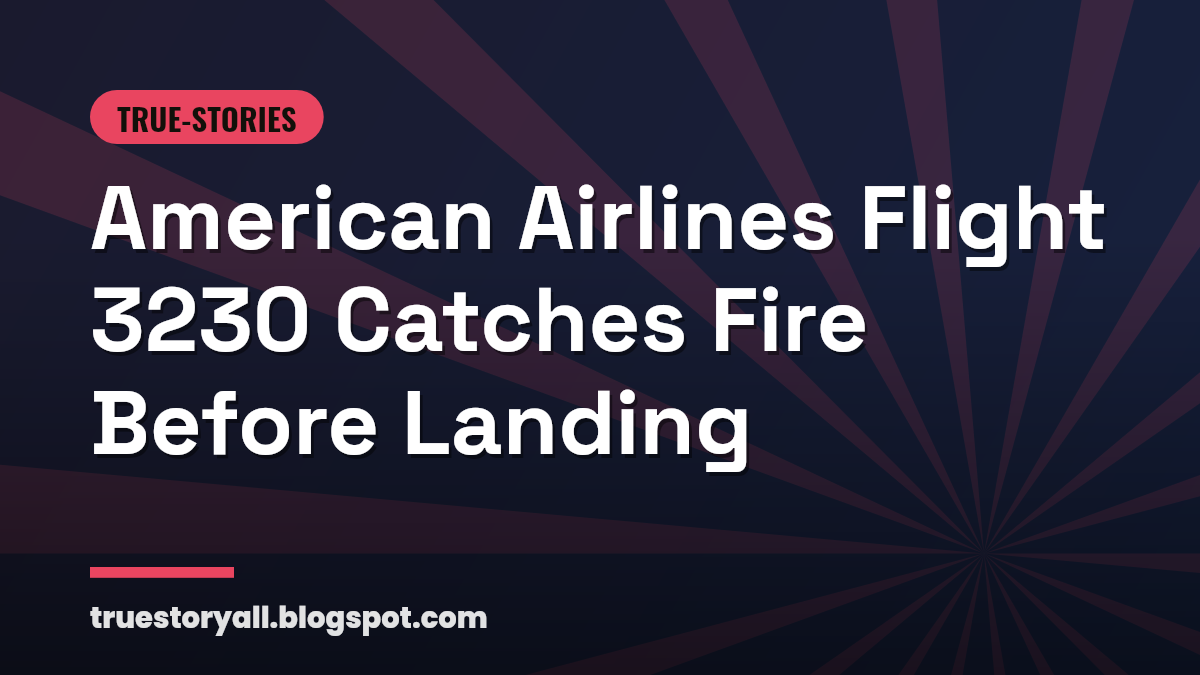 TRUE-STORIES
American Airlines Flight
3230 Catches Fire
Before Landing
truestoryall.blogspot.com